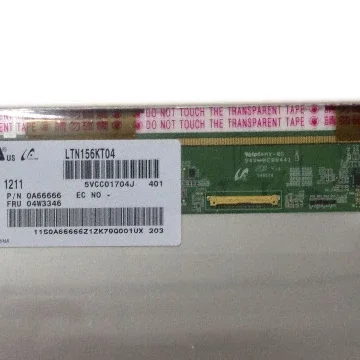 DO NOT TOUCH THE TRANSPARENT TAPE
DO NOT TOUCH THE TRANSPARENT TAPE
US
LTN156KT04
1211
5VCC01704J 401
P/N 0A66666 EC NO -
FRU 04W3346
11S0A66666Z1ZK79Q001UX 203